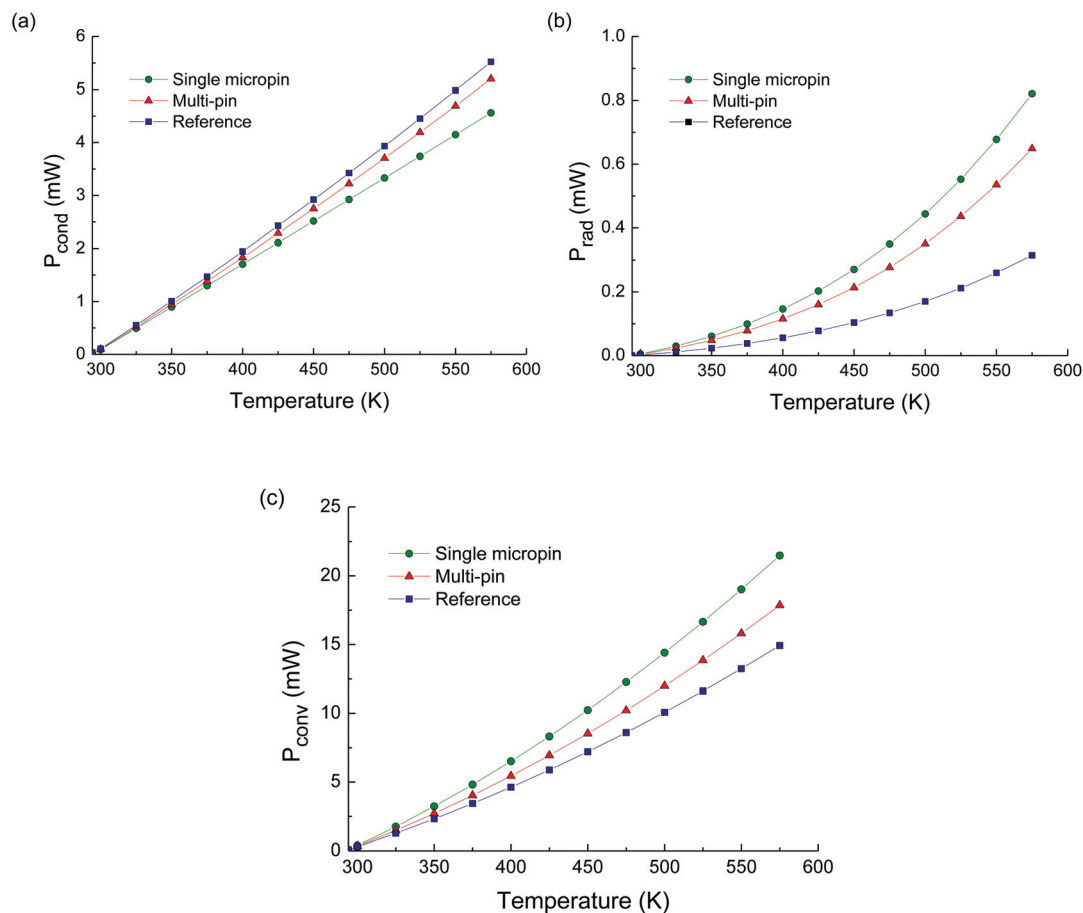 (a)
P_cond (mW)
6
5
4
3
2
1
0
Single micropin
Multi-pin
Reference
300 350 400 450 500 550 600
Temperature (K)
(b)
P_rad (mW)
1.0
0.8
0.6
0.4
0.2
0.0
Single micropin
Multi-pin
Reference
300 350 400 450 500 550 600
Temperature (K)
(c)
P_conv (mW)
25
20
15
10
5
0
Single micropin
Multi-pin
Reference
300 350 400 450 500 550 600
Temperature (K)